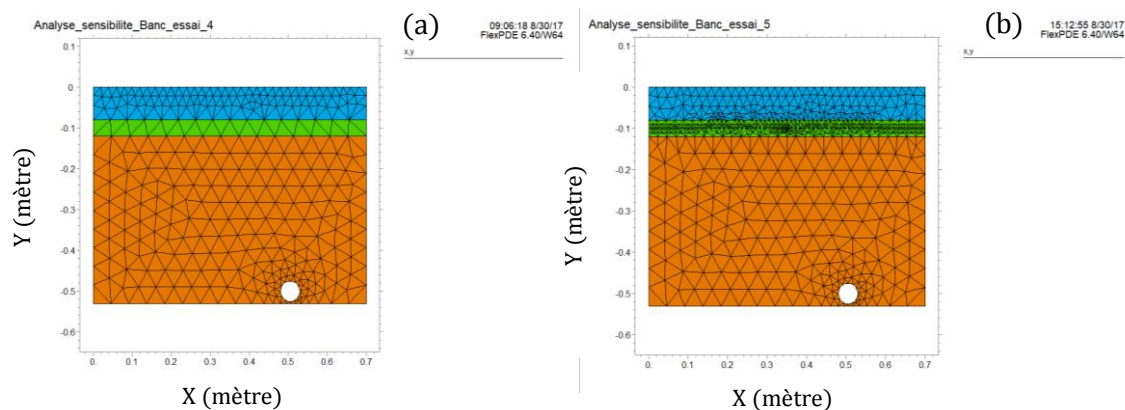 Analyse_sensibilite_Banc_essai_4
(a)
09:06:18 8/30/17
FlexPDE 6.40/W64
x,y
0.1
0.
-0.1
-0.2
-0.3
-0.4
-0.5
-0.6
Y (mètre)
0. 0.1 0.2 0.3 0.4 0.5 0.6 0.7
X (mètre)
Analyse_sensibilite_Banc_essai_5
(b)
15:12:55 8/30/17
FlexPDE 6.40/W64
x,y
0.1
0.
-0.1
-0.2
-0.3
-0.4
-0.5
-0.6
Y (mètre)
0. 0.1 0.2 0.3 0.4 0.5 0.6 0.7
X (mètre)